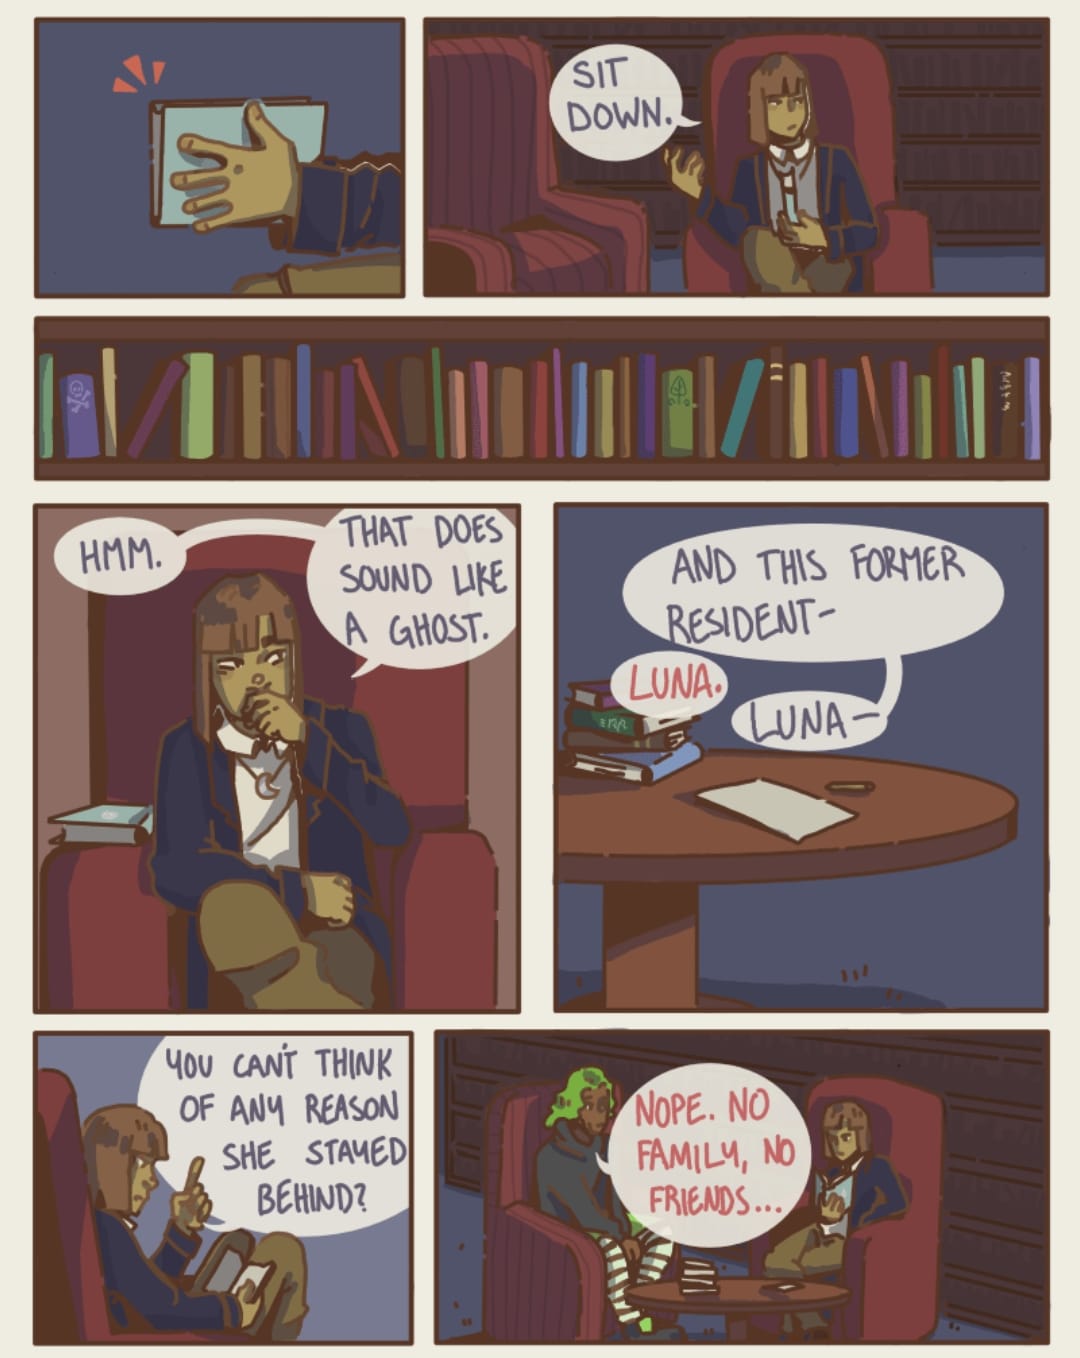 SIT
DOWN.
HMM.
THAT DOES
SOUND LIKE
A GHOST.
AND THIS FORMER
RESIDENT-
LUNA.
LUNA-
YOU CAN'T THINK
OF ANY REASON
SHE STAYED
BEHIND?
NOPE. NO
FAMILY, NO
FRIENDS...